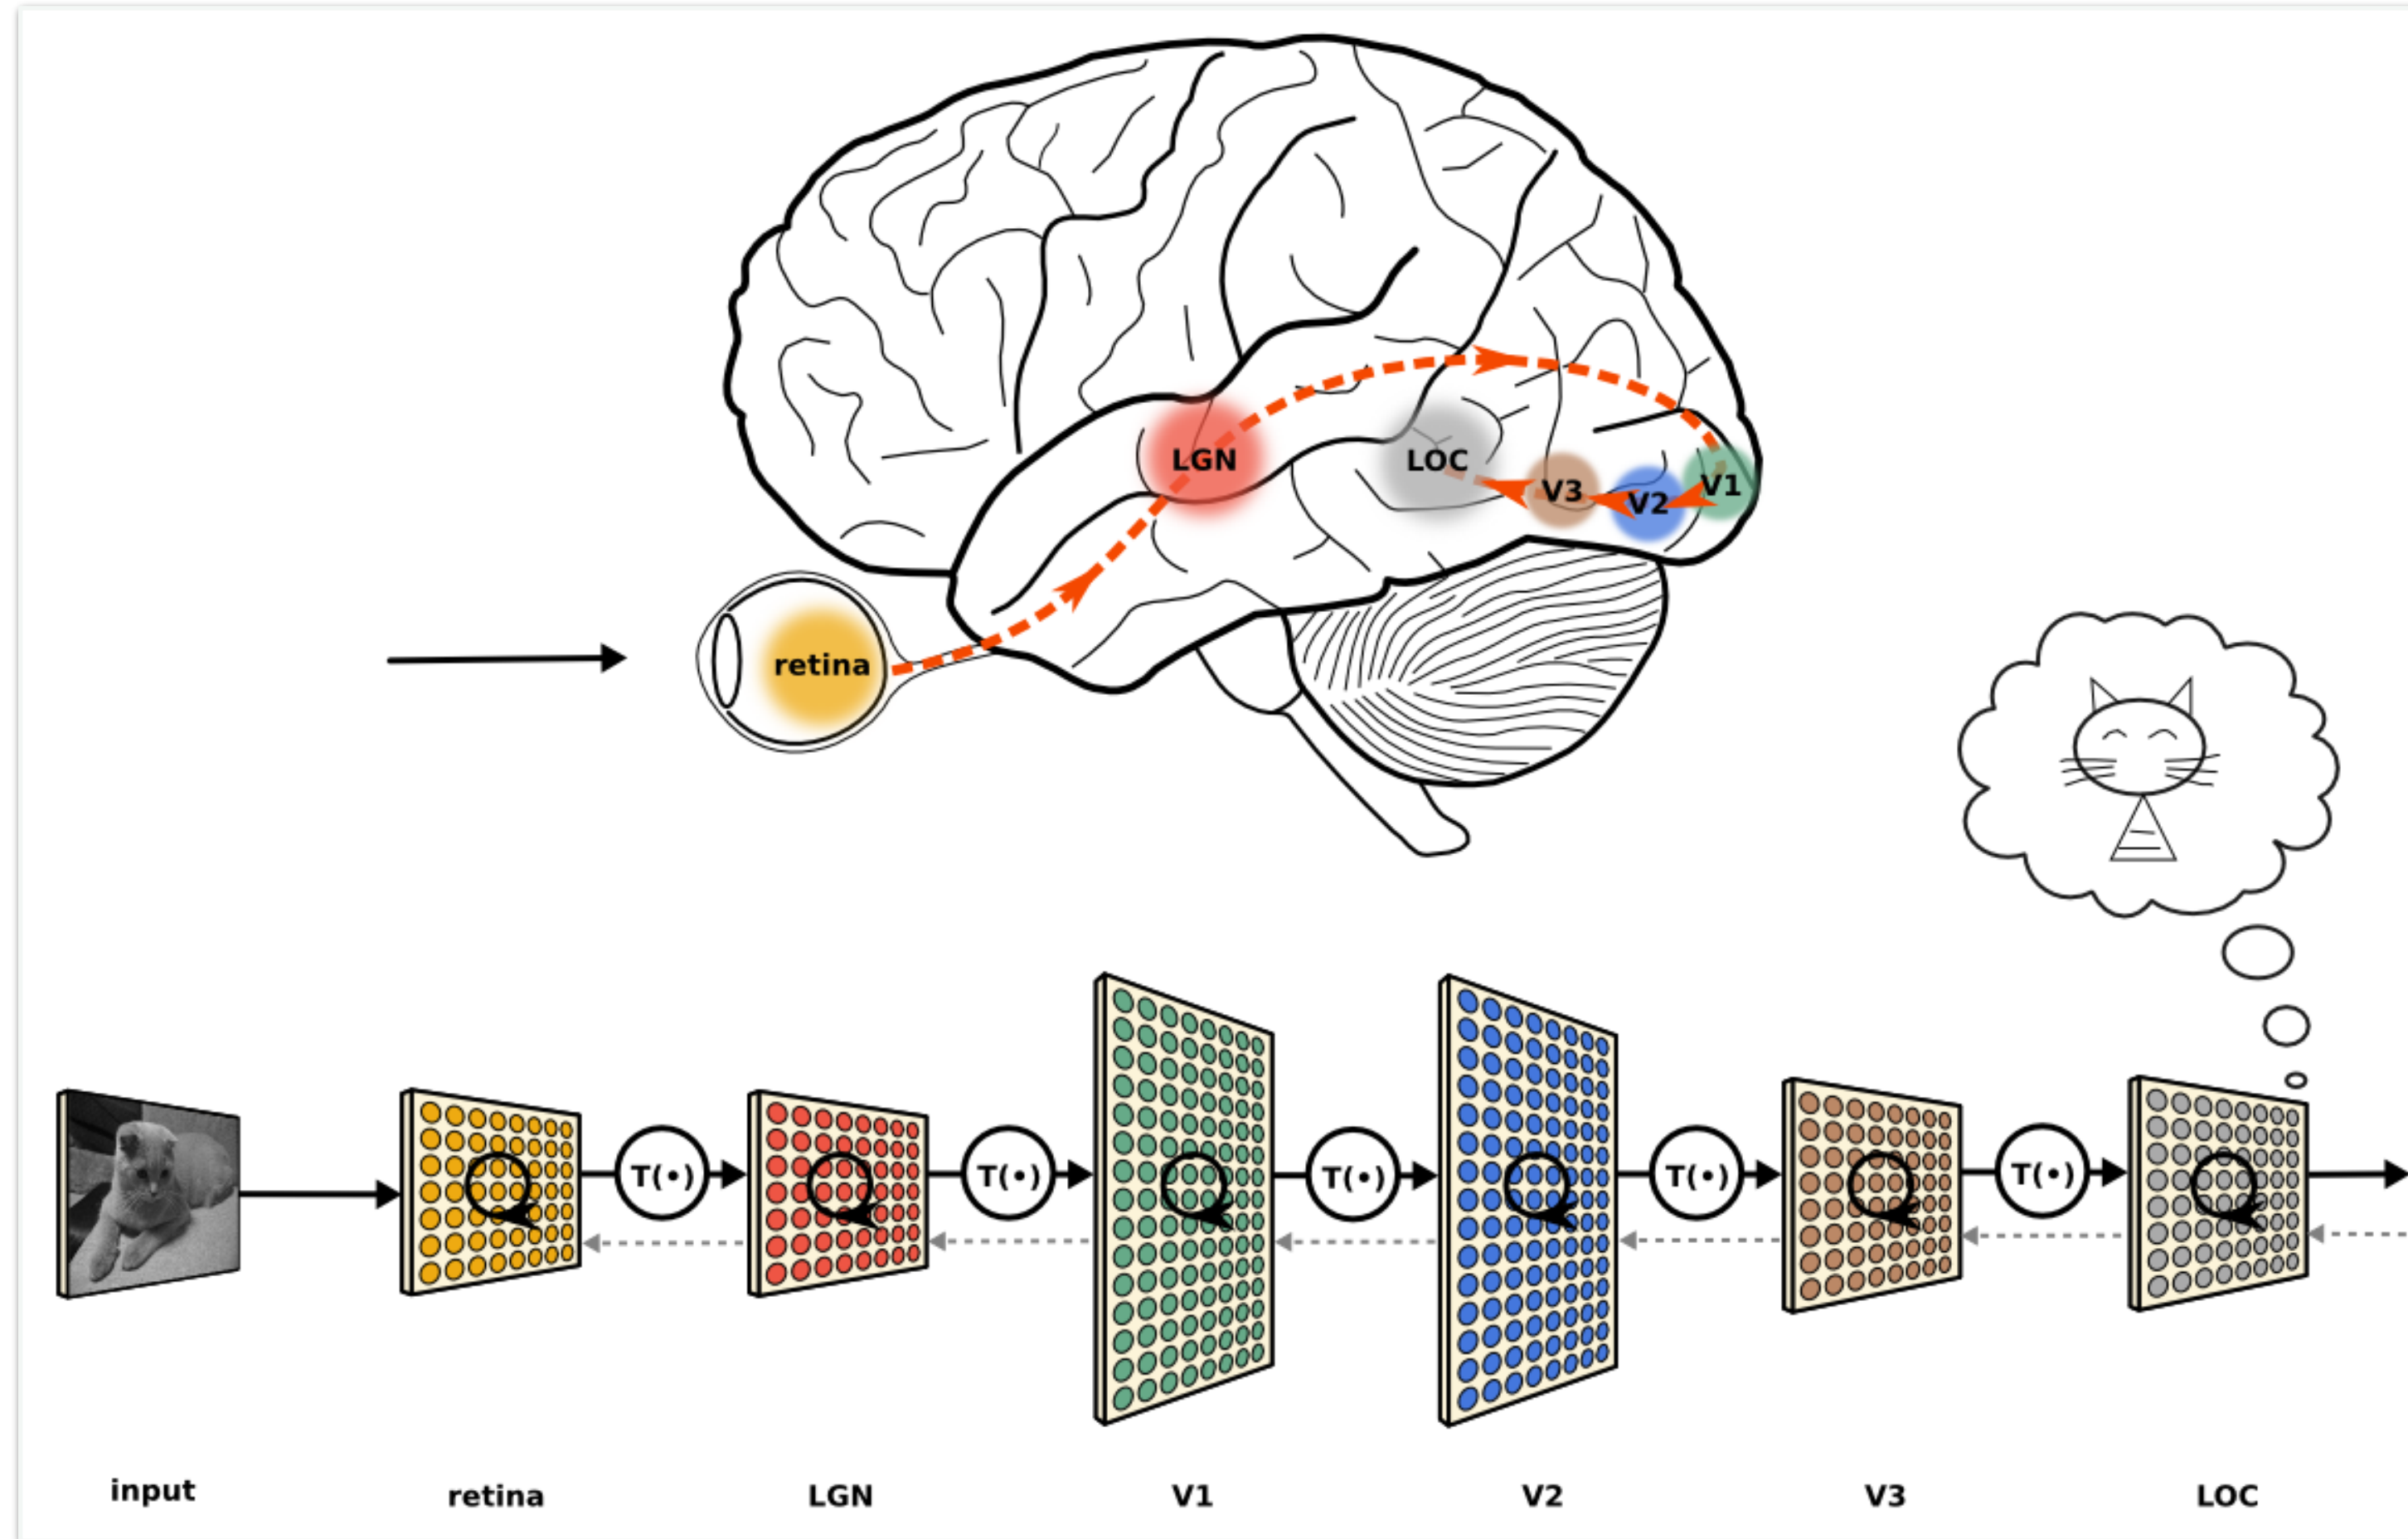 LGN
LOC
V3
V2
V1
retina
T(•)
T(•)
T(•)
T(•)
T(•)
input
retina
LGN
V1
V2
V3
LOC